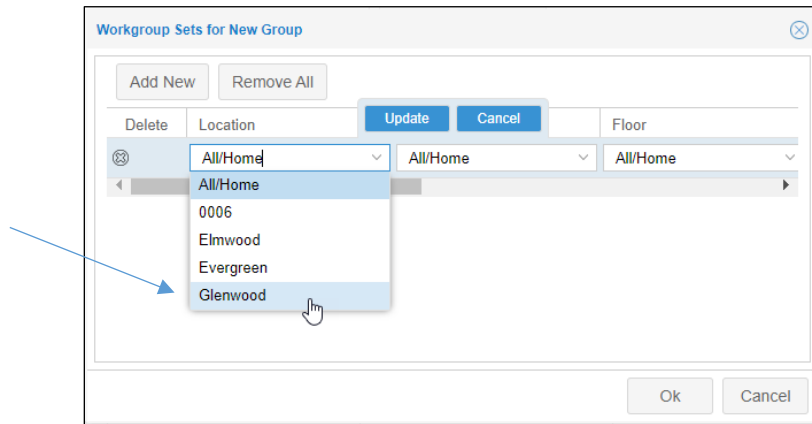 Workgroup Sets for New Group
Add New Remove All
Update Cancel
Delete Location Floor
All/Home All/Home All/Home
All/Home
0006
Elmwood
Evergreen
Glenwood
Ok Cancel